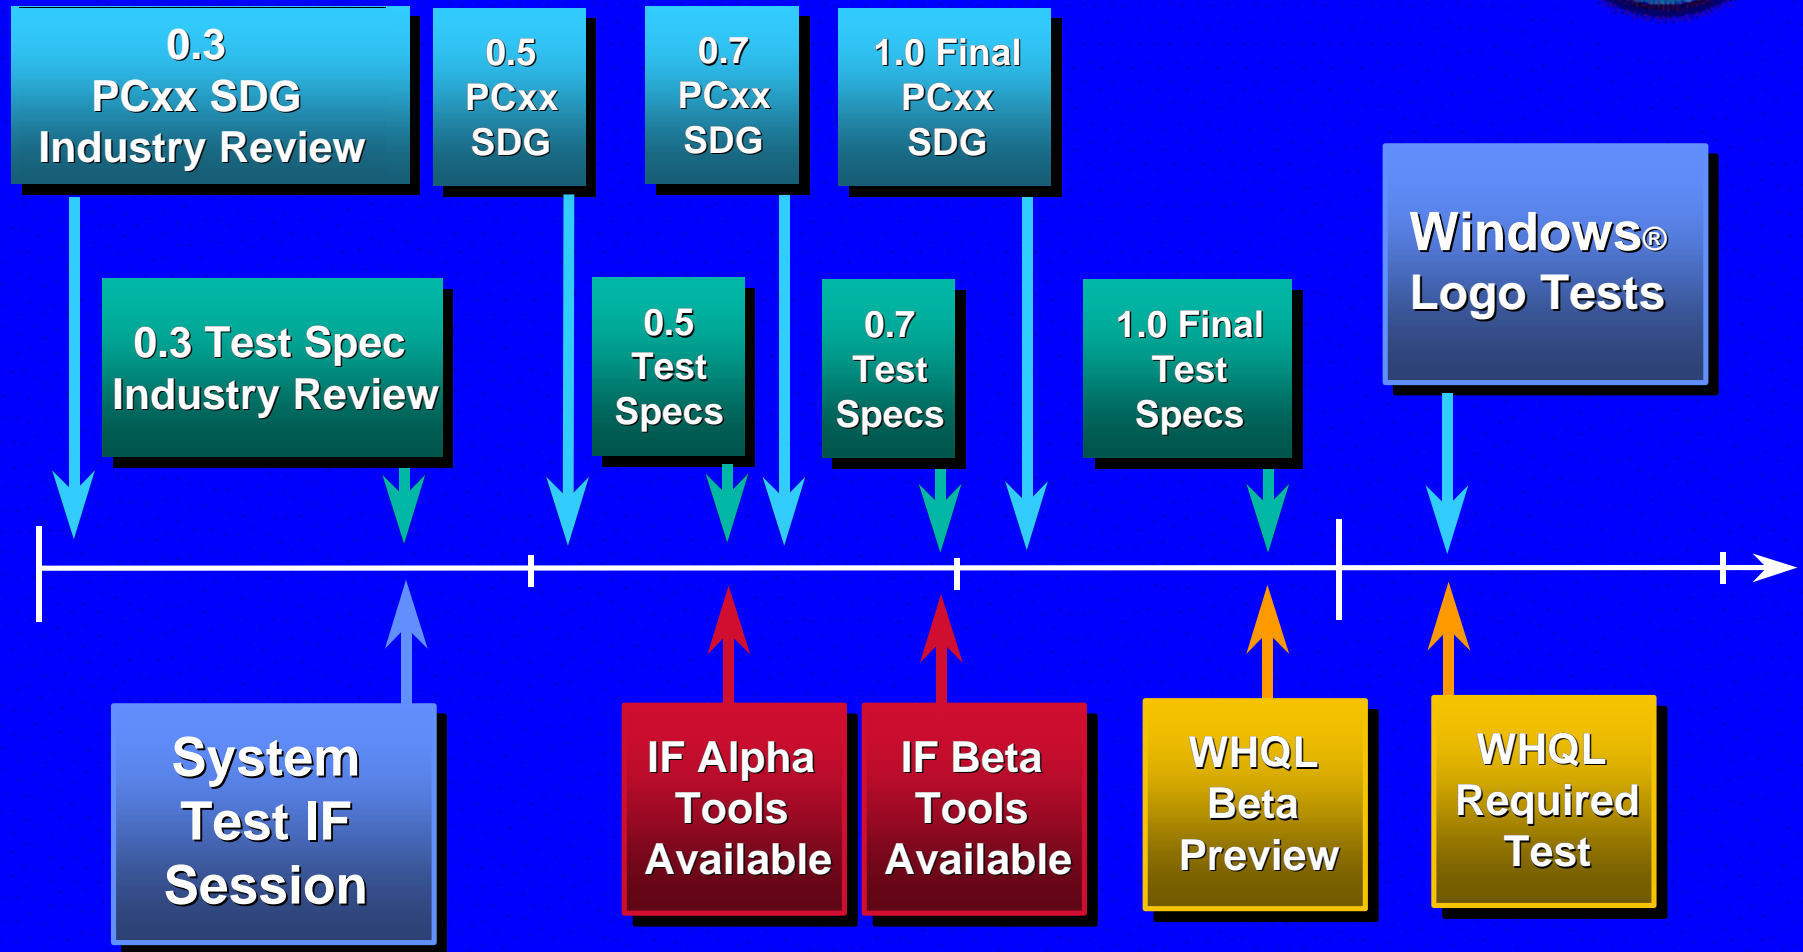 0.3
PCxx SDG
Industry Review
0.5
PCxx
SDG
0.7
PCxx
SDG
1.0 Final
PCxx
SDG
Windows®
Logo Tests
0.3 Test Spec
Industry Review
0.5
Test
Specs
0.7
Test
Specs
1.0 Final
Test
Specs
System
Test IF
Session
IF Alpha
Tools
Available
IF Beta
Tools
Available
WHQL
Beta
Preview
WHQL
Required
Test